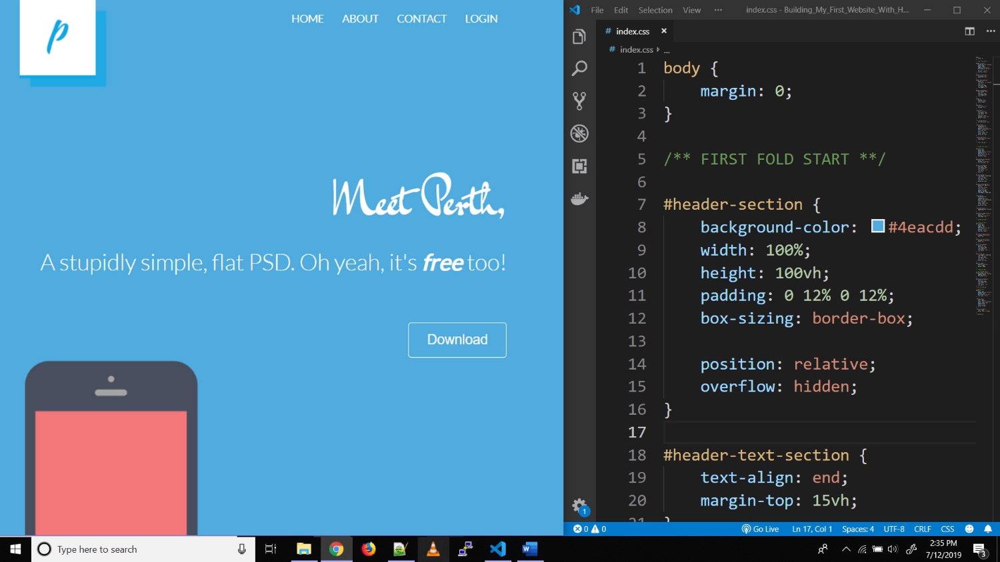 p
HOME ABOUT CONTACT LOGIN
Meet Perth,
A stupidly simple, flat PSD. Oh yeah, it's free too!
Download
File Edit Selection View ··· index.css - Building_My_First_Website_With_H...
# index.css ×
# index.css ...
1 body {
2 margin: 0;
3 }
4
5 /** FIRST FOLD START **/
6
7 #header-section {
8 background-color: #4eacdd;
9 width: 100%;
10 height: 100vh;
11 padding: 0 12% 0 12%;
12 box-sizing: border-box;
13
14 position: relative;
15 overflow: hidden;
16 }
17
18 #header-text-section {
19 text-align: end;
20 margin-top: 15vh;
21 }
1
0 0 Go Live Ln 17, Col 1 Spaces: 4 UTF-8 CRLF CSS
Type here to search
2:35 PM
7/12/2019
3